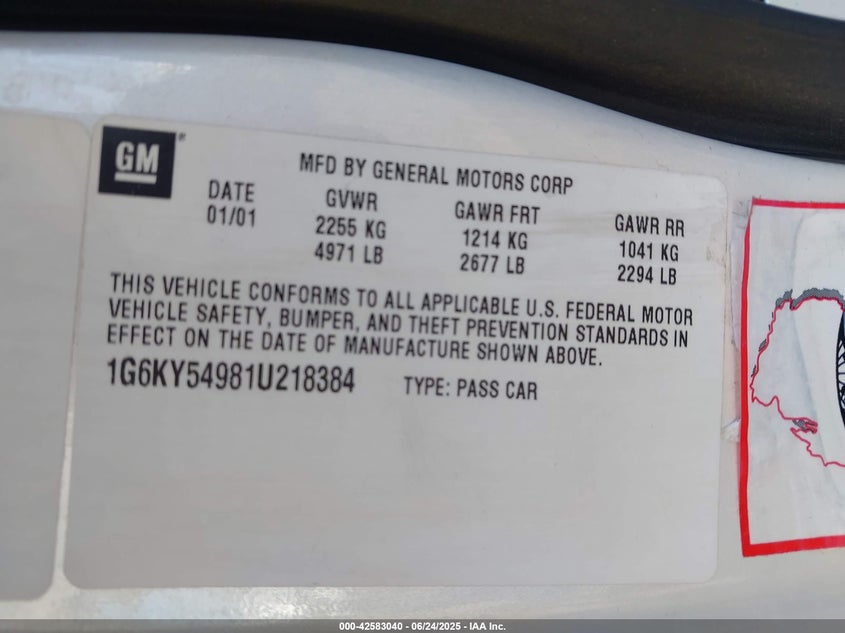 GM ®
MFD BY GENERAL MOTORS CORP
DATE GVWR GAWR FRT GAWR RR
01/01 2255 KG 1214 KG 1041 KG
4971 LB 2677 LB 2294 LB
THIS VEHICLE CONFORMS TO ALL APPLICABLE U.S. FEDERAL MOTOR
VEHICLE SAFETY, BUMPER, AND THEFT PREVENTION STANDARDS IN
EFFECT ON THE DATE OF MANUFACTURE SHOWN ABOVE.
1G6KY54981U218384 TYPE: PASS CAR
000-42583040 - 06/24/2025 - IAA Inc.